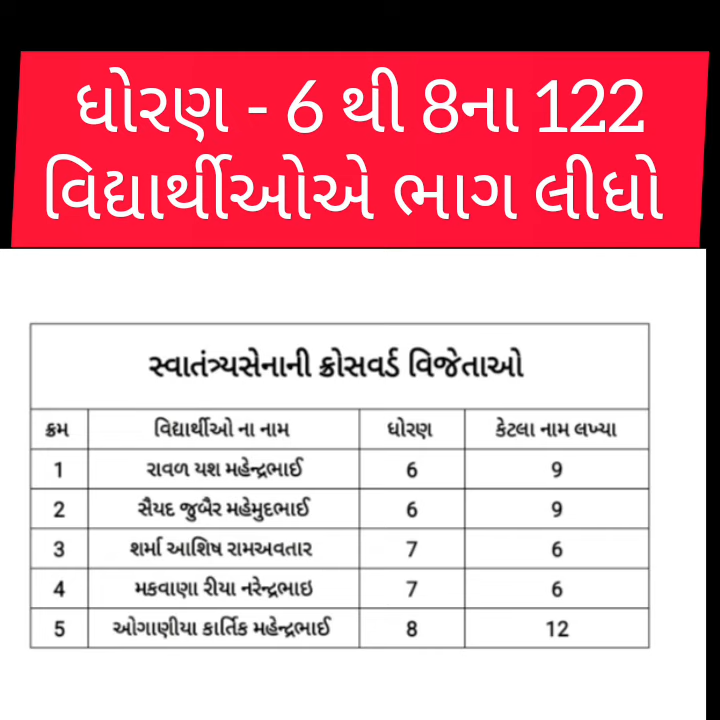 ધોરણ - 6 થી 8ના 122
વિદ્યાર્થીઓએ ભાગ લીધો
સ્વાતંત્ર્યસેનાની ક્રોસવર્ડ વિજેતાઓ
ક્રમ વિદ્યાર્થીઓ ના નામ ધોરણ કેટલા નામ લખ્યા
1 રાવળ યશ મહેન્દ્રભાઈ 6 9
2 સૈયદ જુબૈર મહેમુદભાઈ 6 9
3 શર્મા આશિષ રામઅવતાર 7 6
4 મકવાણા રીયા નરેન્દ્રભાઇ 7 6
5 ઓગાણીયા કાર્તિક મહેન્દ્રભાઈ 8 12